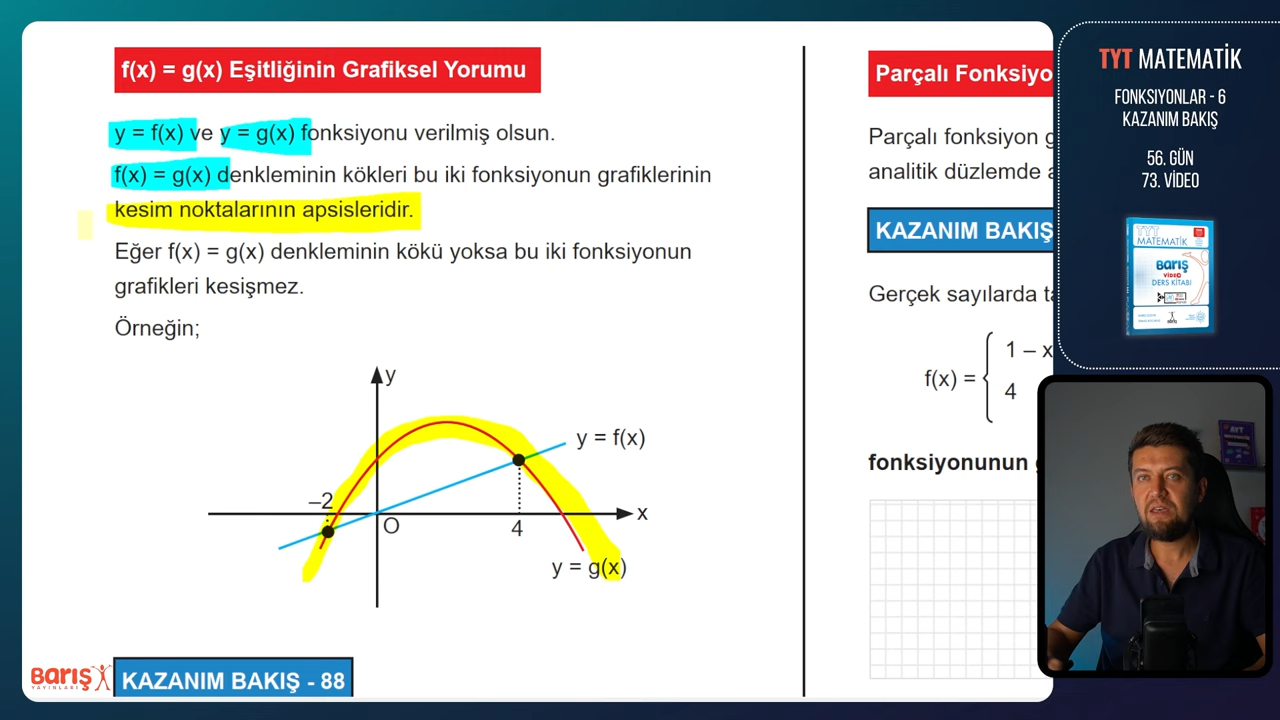 f(x) = g(x) Eşitliğinin Grafiksel Yorumu
y = f(x) ve y = g(x) fonksiyonu verilmiş olsun.
f(x) = g(x) denkleminin kökleri bu iki fonksiyonun grafiklerinin
kesim noktalarının apsisleridir.
Eğer f(x) = g(x) denkleminin kökü yoksa bu iki fonksiyonun
grafikleri kesişmez.
Örneğin;
y
y = f(x)
–2
O
4
x
y = g(x)
BARIŞ
YAYINLARI
KAZANIM BAKIŞ - 88
Parçalı Fonksiyo
Parçalı fonksiyon g
analitik düzlemde a
KAZANIM BAKIŞ
Gerçek sayılarda ta
1 – x
f(x) =
4
fonksiyonunun g
TYT MATEMATİK
FONKSIYONLAR - 6
KAZANIM BAKIŞ
56. GÜN
73. VİDEO
TYT
MATEMATİK
BARIŞ
VİDEO
DERS KİTABI